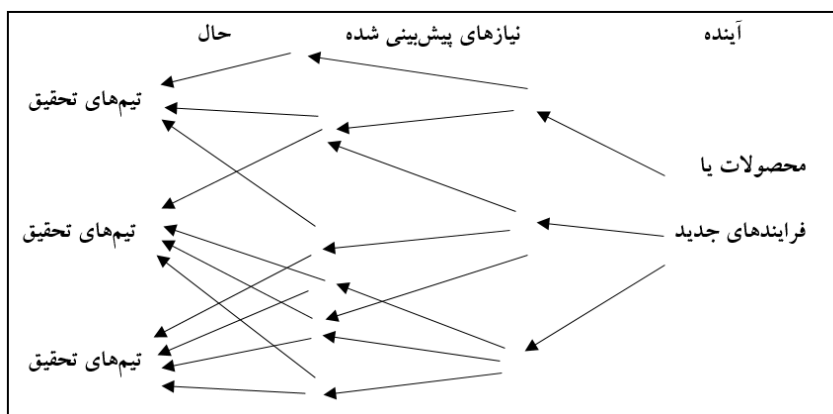 آینده نیازهای پیش‌بینی شده حال
تیم‌های تحقیق
محصولات یا
فرایندهای جدید تیم‌های تحقیق
تیم‌های تحقیق